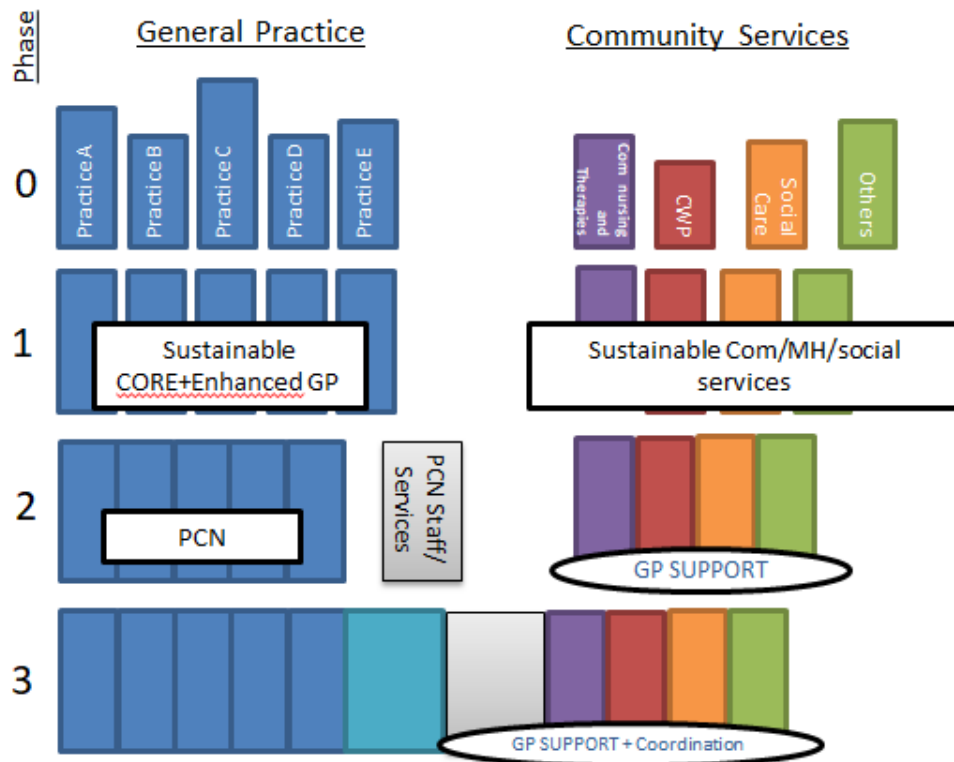 Phase
General Practice
Community Services
0
Practice A
Practice B
Practice C
Practice D
Practice E
Com nursing
and
Therapies
CWP
Social
Care
Others
1
Sustainable
CORE+Enhanced GP
Sustainable Com/MH/social
services
2
PCN
PCN Staff/
Services
GP SUPPORT
3
GP SUPPORT + Coordination